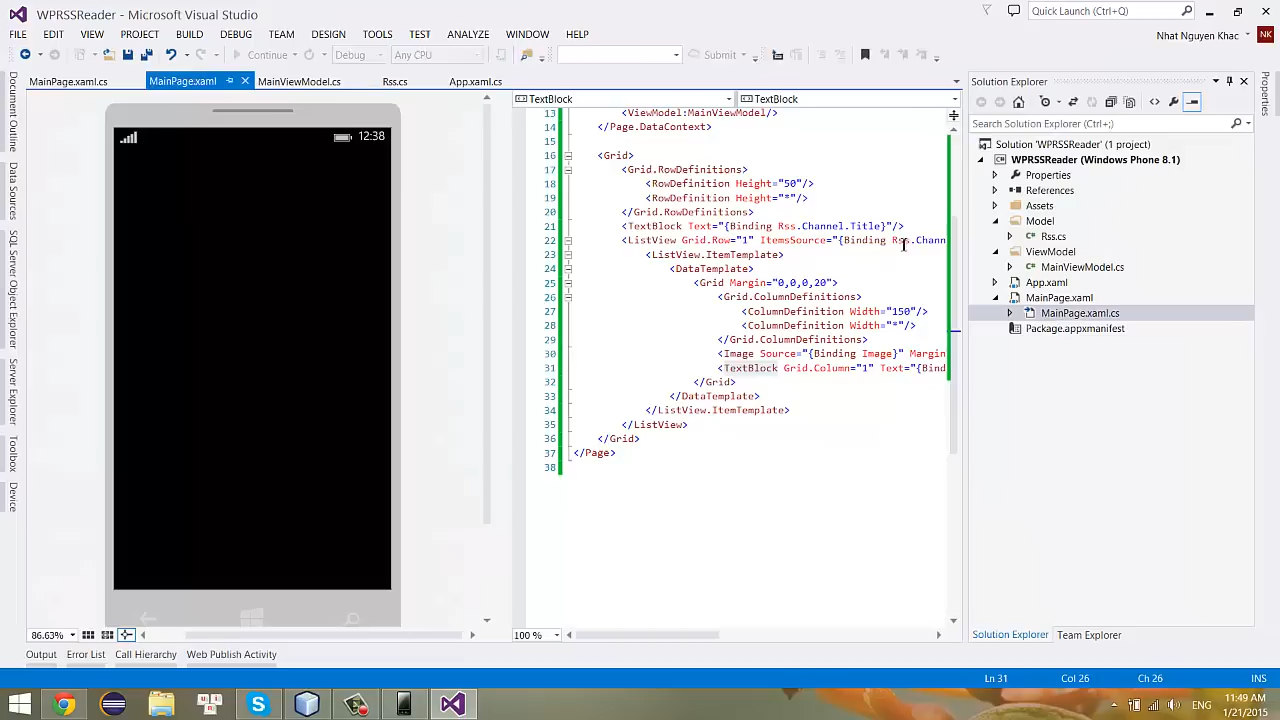 WPRSSReader - Microsoft Visual Studio
Quick Launch (Ctrl+Q)
FILE EDIT VIEW PROJECT BUILD DEBUG TEAM DESIGN TOOLS TEST ANALYZE WINDOW HELP
Nhat Nguyen Khac NK
Continue Debug Any CPU Submit
MainPage.xaml.cs MainPage.xaml MainViewModel.cs Rss.cs App.xaml.cs
Document Outline
Data Sources
SQL Server Object Explorer
Server Explorer
Toolbox
Device
12:38
86.63%
TextBlock TextBlock
13 <ViewModel:MainViewModel/>
14 </Page.DataContext>
15
16 <Grid>
17 <Grid.RowDefinitions>
18 <RowDefinition Height="50"/>
19 <RowDefinition Height="*"/>
20 </Grid.RowDefinitions>
21 <TextBlock Text="{Binding Rss.Channel.Title}"/>
22 <ListView Grid.Row="1" ItemsSource="{Binding Rss.Chann
23 <ListView.ItemTemplate>
24 <DataTemplate>
25 <Grid Margin="0,0,0,20">
26 <Grid.ColumnDefinitions>
27 <ColumnDefinition Width="150"/>
28 <ColumnDefinition Width="*"/>
29 </Grid.ColumnDefinitions>
30 <Image Source="{Binding Image}" Margin
31 <TextBlock Grid.Column="1" Text="{Bind
32 </Grid>
33 </DataTemplate>
34 </ListView.ItemTemplate>
35 </ListView>
36 </Grid>
37 </Page>
38
100 %
Solution Explorer
Search Solution Explorer (Ctrl+;)
Solution 'WPRSSReader' (1 project)
WPRSSReader (Windows Phone 8.1)
Properties
References
Assets
Model
Rss.cs
ViewModel
MainViewModel.cs
App.xaml
MainPage.xaml
MainPage.xaml.cs
Package.appxmanifest
Solution Explorer Team Explorer
Properties
Output Error List Call Hierarchy Web Publish Activity
Ln 31 Col 26 Ch 26 INS
ENG
11:49 AM
1/21/2015